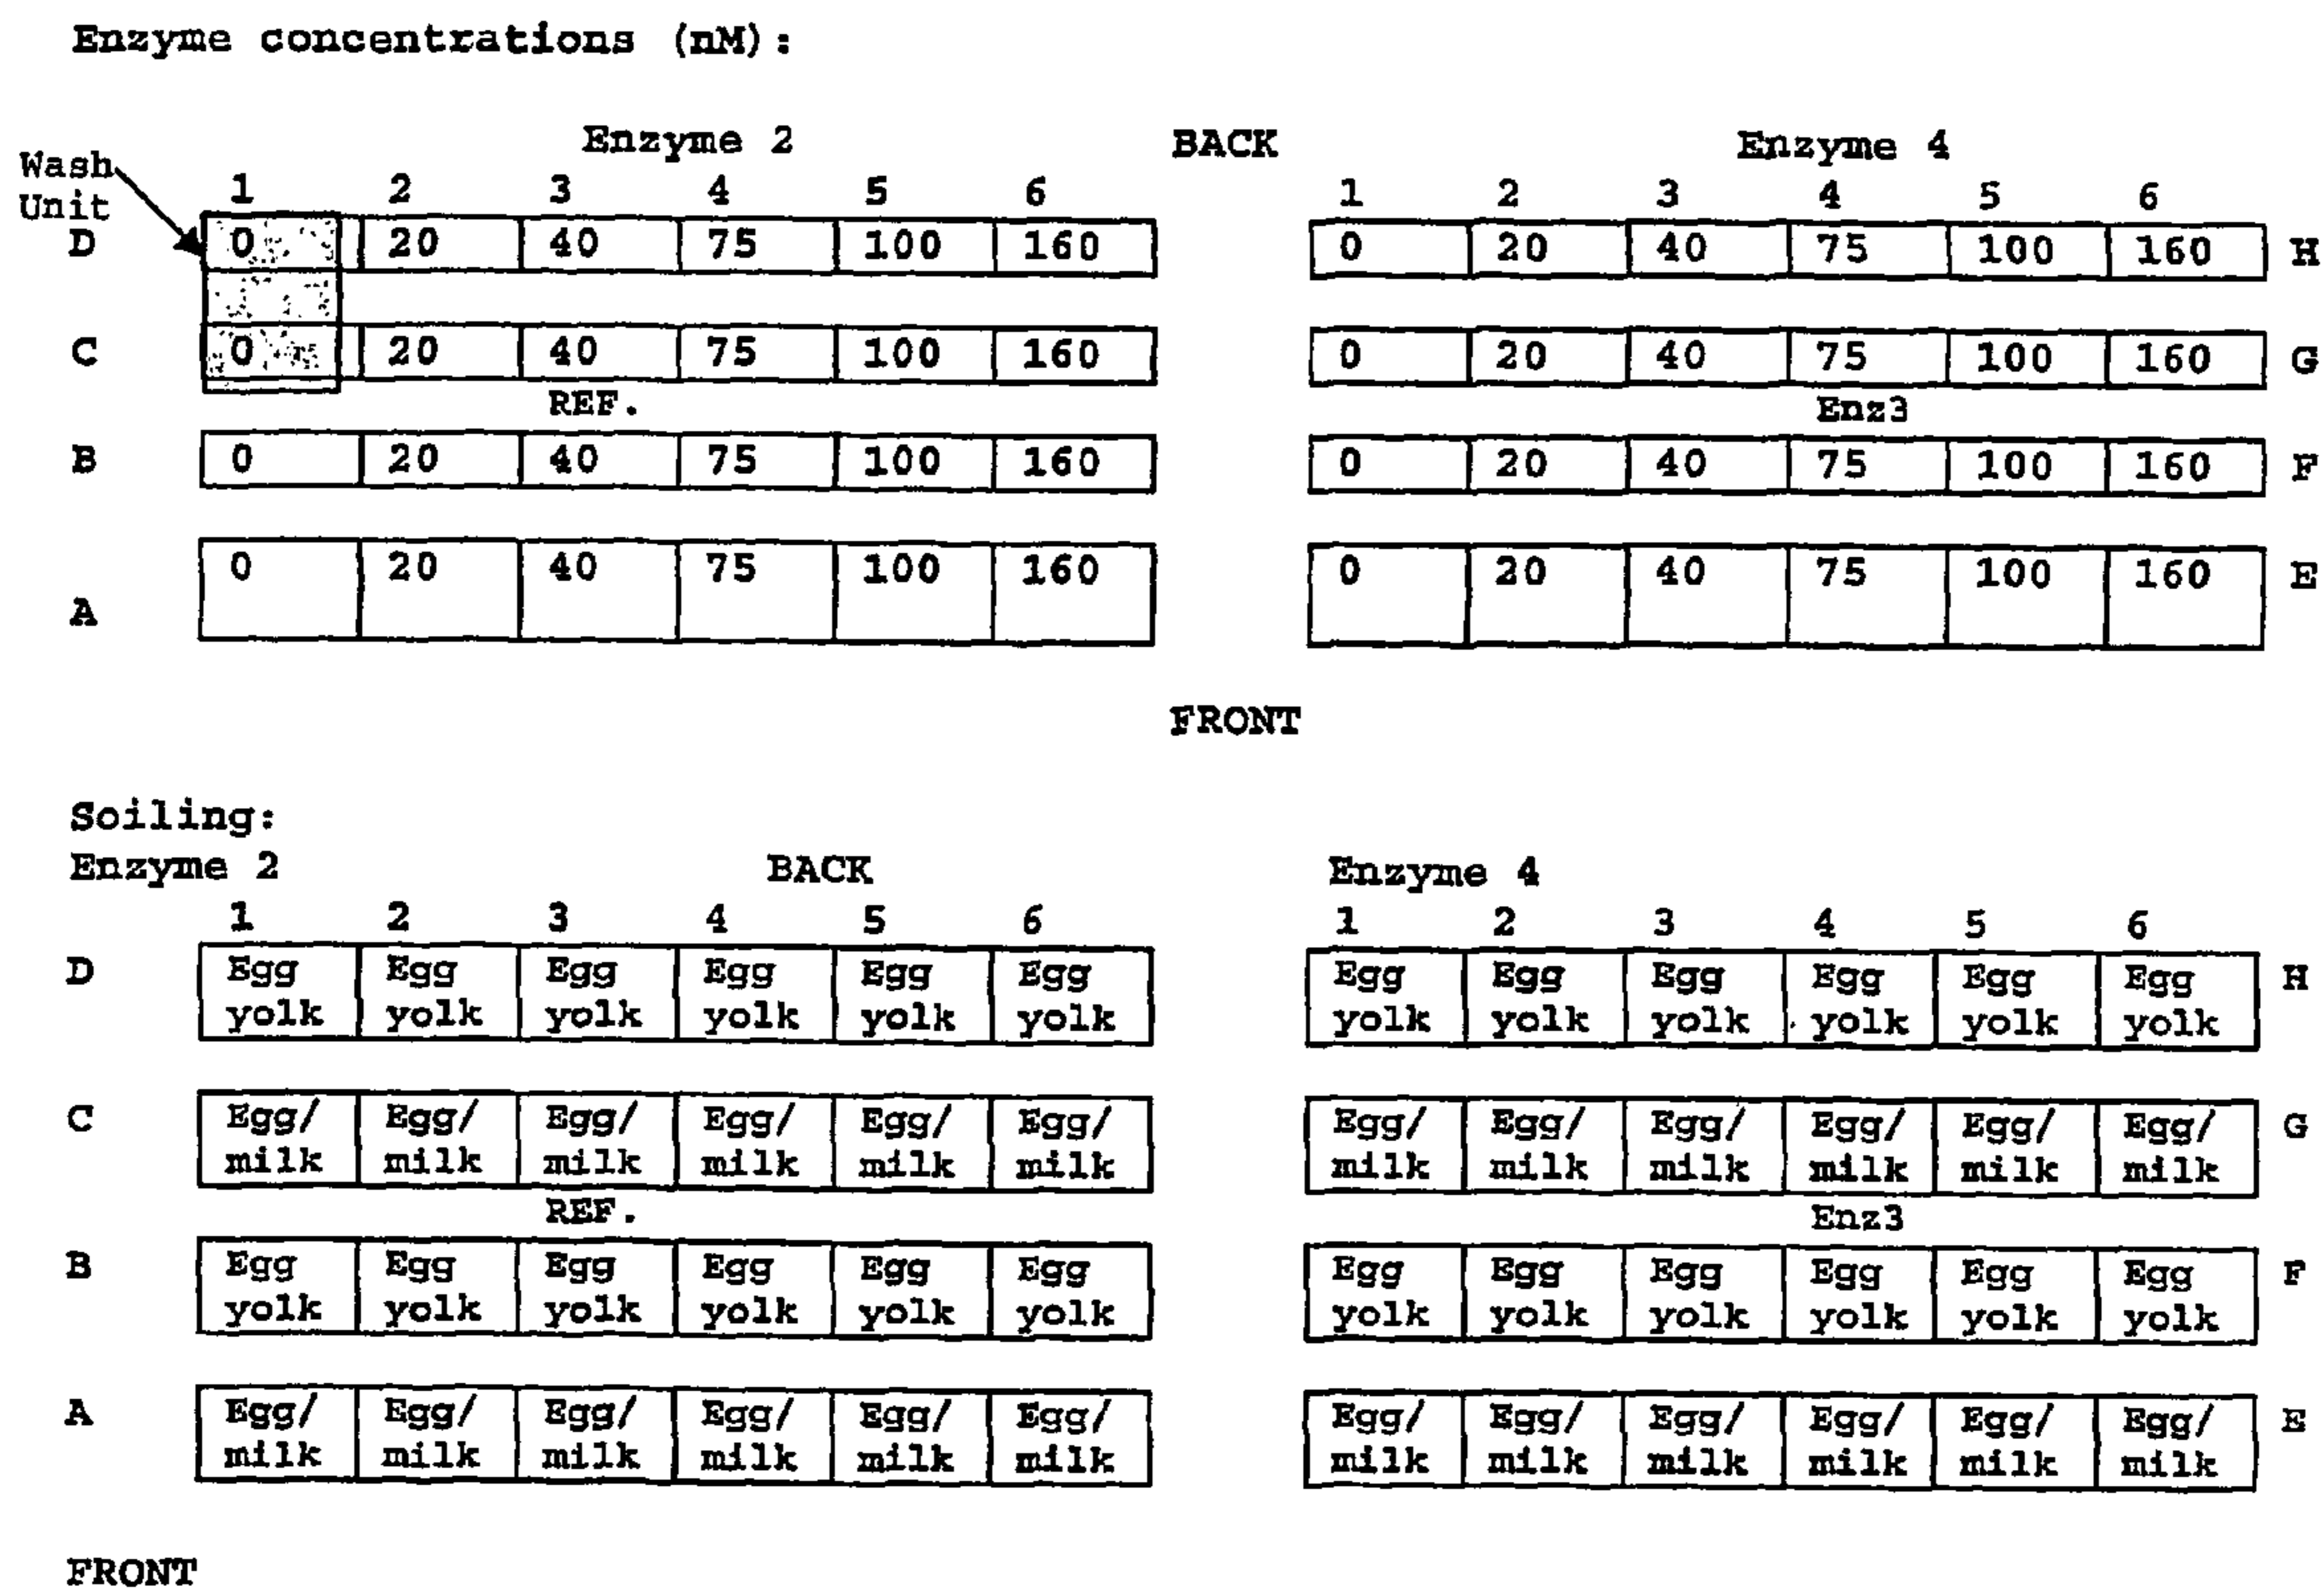 Enzyme concentrations (nM):
Enzyme 2 BACK Enzyme 4
Wash
Unit
1 2 3 4 5 6 1 2 3 4 5 6
D 0 20 40 75 100 160 0 20 40 75 100 160 H
C 0 20 40 75 100 160 0 20 40 75 100 160 G
REF. Enz3
B 0 20 40 75 100 160 0 20 40 75 100 160 F
A 0 20 40 75 100 160 0 20 40 75 100 160 E
FRONT
Soiling:
Enzyme 2 BACK Enzyme 4
1 2 3 4 5 6 1 2 3 4 5 6
D Egg Egg Egg Egg Egg Egg Egg Egg Egg Egg Egg Egg H
yolk yolk yolk yolk yolk yolk yolk yolk yolk yolk yolk yolk
C Egg/ Egg/ Egg/ Egg/ Egg/ Egg/ Egg/ Egg/ Egg/ Egg/ Egg/ Egg/ G
milk milk milk milk milk milk milk milk milk milk milk milk
REF. Enz3
B Egg Egg Egg Egg Egg Egg Egg Egg Egg Egg Egg Egg F
yolk yolk yolk yolk yolk yolk yolk yolk yolk yolk yolk yolk
A Egg/ Egg/ Egg/ Egg/ Egg/ Egg/ Egg/ Egg/ Egg/ Egg/ Egg/ Egg/ E
milk milk milk milk milk milk milk milk milk milk milk milk
FRONT